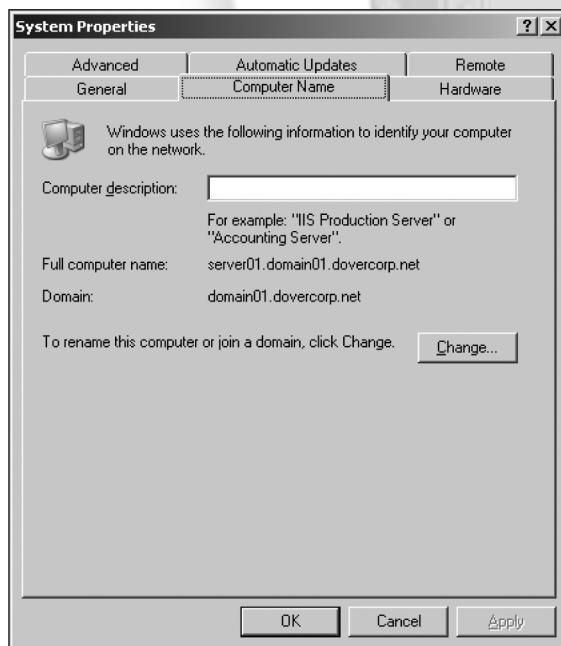 System Properties
Advanced Automatic Updates Remote
General Computer Name Hardware
Windows uses the following information to identify your computer
on the network.
Computer description:
For example: "IIS Production Server" or
"Accounting Server".
Full computer name: server01.domain01.dovercorp.net
Domain: domain01.dovercorp.net
To rename this computer or join a domain, click Change. Change...
OK Cancel Apply